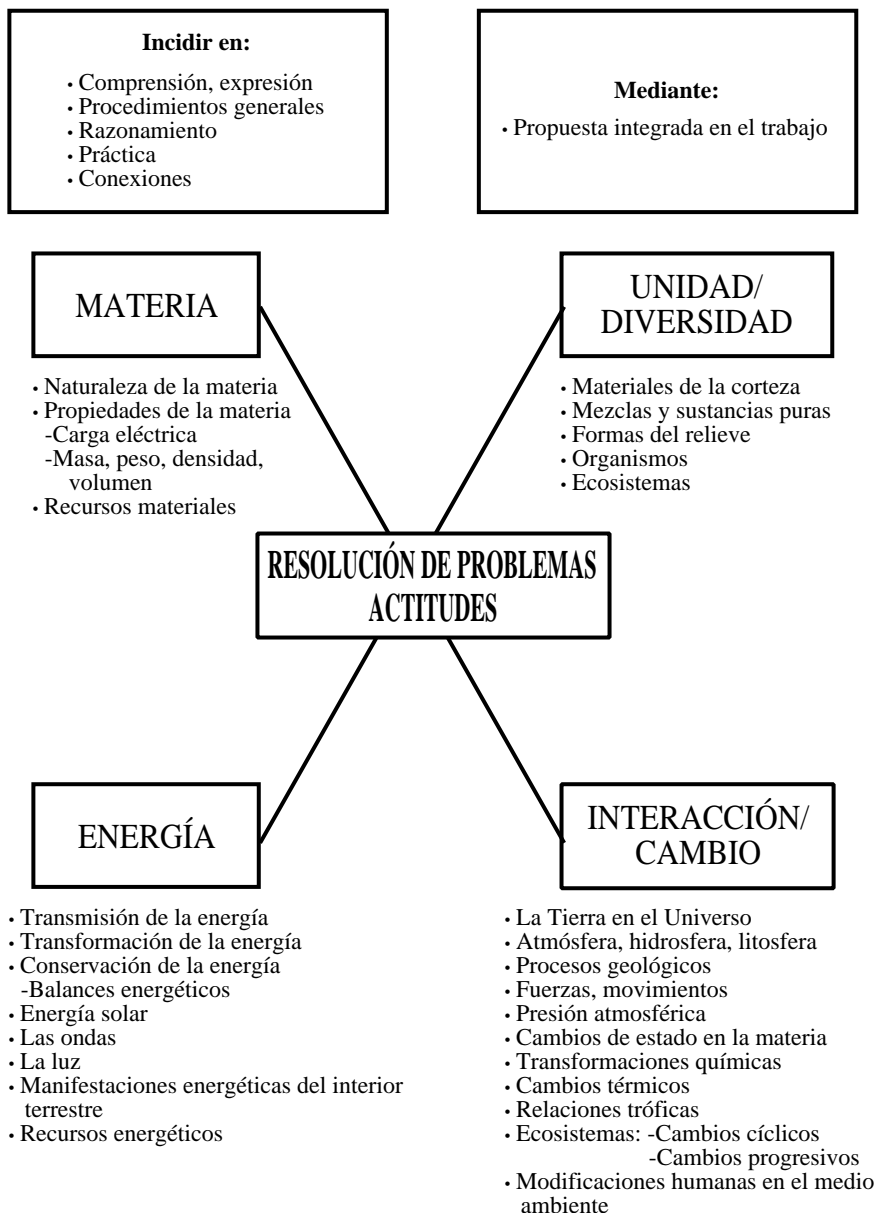 Incidir en:
• Comprensión, expresión
• Procedimientos generales
• Razonamiento
• Práctica
• Conexiones
Mediante:
• Propuesta integrada en el trabajo
MATERIA
• Naturaleza de la materia
• Propiedades de la materia
-Carga eléctrica
-Masa, peso, densidad,
volumen
• Recursos materiales
UNIDAD/
DIVERSIDAD
• Materiales de la corteza
• Mezclas y sustancias puras
• Formas del relieve
• Organismos
• Ecosistemas
RESOLUCIÓN DE PROBLEMAS
ACTITUDES
ENERGÍA
• Transmisión de la energía
• Transformación de la energía
• Conservación de la energía
-Balances energéticos
• Energía solar
• Las ondas
• La luz
• Manifestaciones energéticas del interior
terrestre
• Recursos energéticos
INTERACCIÓN/
CAMBIO
• La Tierra en el Universo
• Atmósfera, hidrosfera, litosfera
• Procesos geológicos
• Fuerzas, movimientos
• Presión atmosférica
• Cambios de estado en la materia
• Transformaciones químicas
• Cambios térmicos
• Relaciones tróficas
• Ecosistemas: -Cambios cíclicos
-Cambios progresivos
• Modificaciones humanas en el medio
ambiente